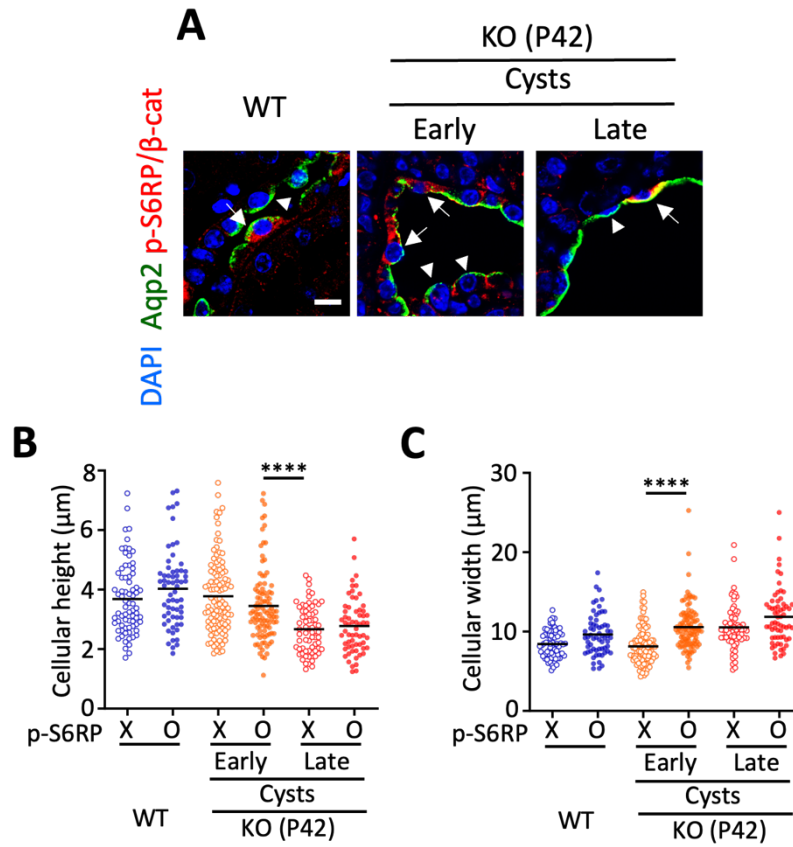 A
KO (P42)
Cysts
WT
Early Late
DAPI Aqp2 p-S6RP/β-cat
B
****
Cellular height (µm)
8
6
4
2
0
p-S6RP X O X O X O
Early Late
Cysts
WT KO (P42)
C
****
Cellular width (µm)
30
20
10
0
p-S6RP X O X O X O
Early Late
Cysts
WT KO (P42)